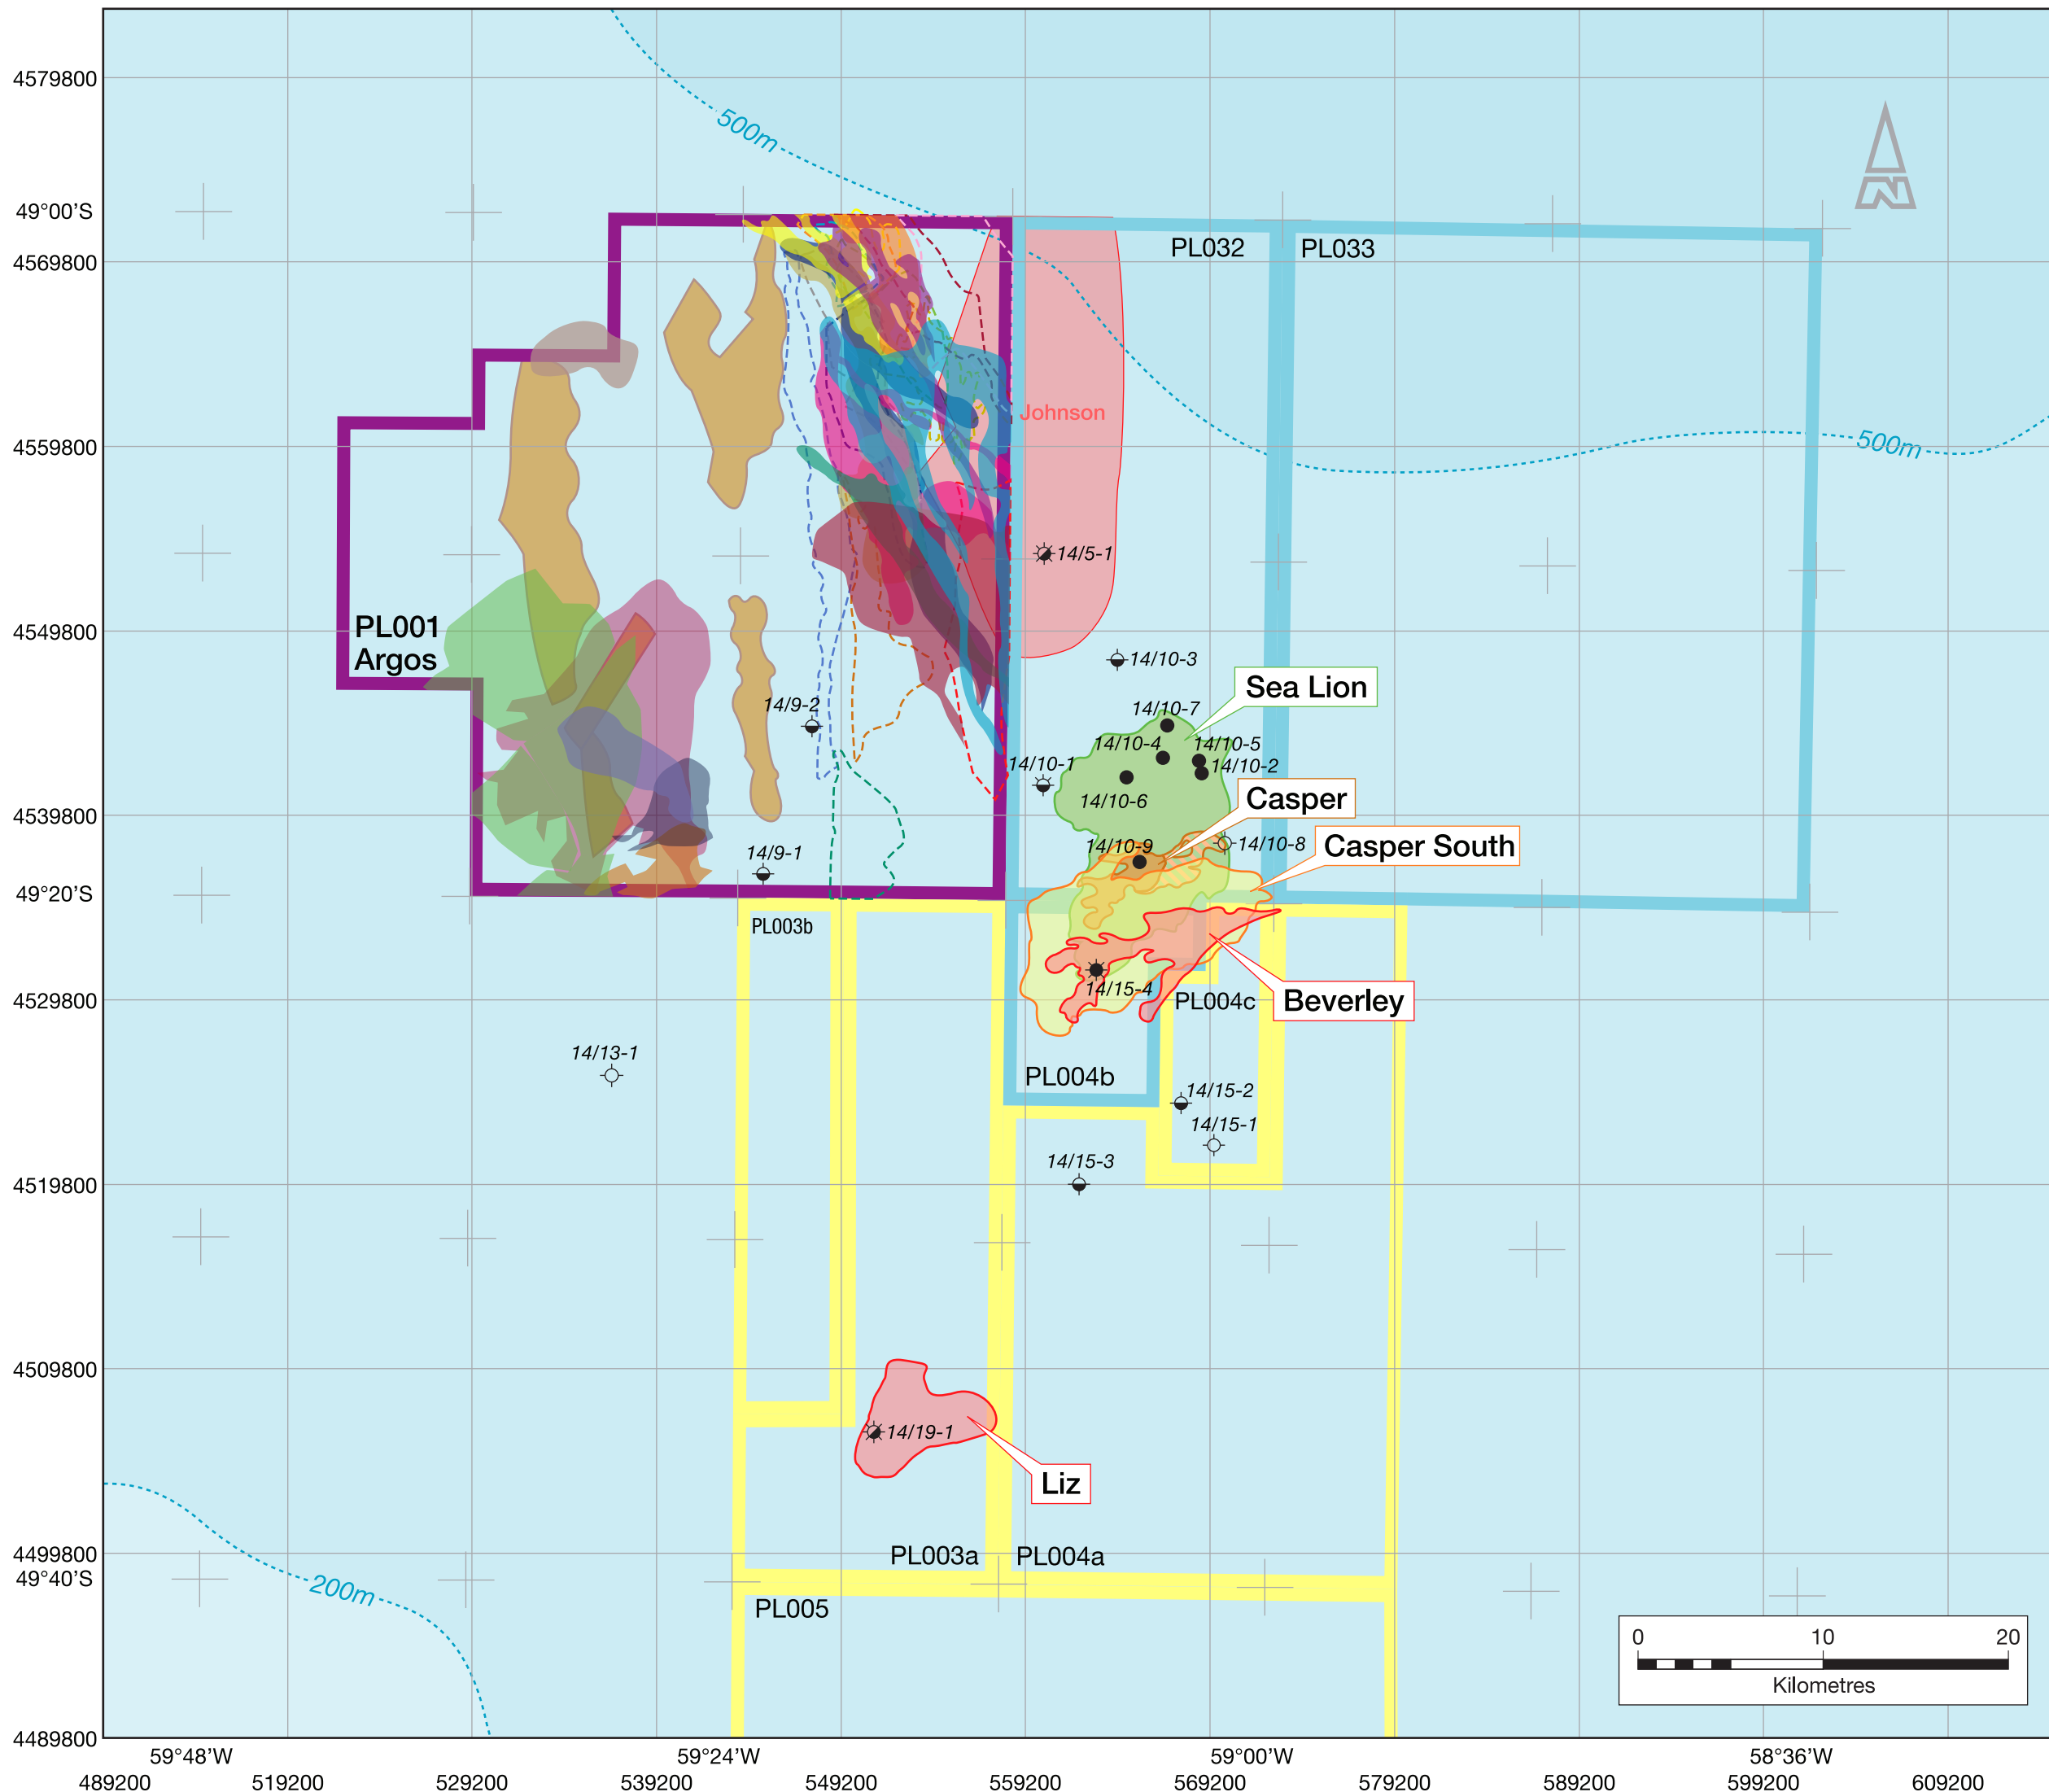 4579800
500m
49°00’S
N
PL032
PL033
4569800
Johnson
4559800
500m
14/5-1
PL001
Argos
4549800
14/10-3
Sea Lion
14/9-2
14/10-7
14/10-4
14/10-5
14/10-1
14/10-2
14/10-6
Casper
4539800
14/10-9
14/10-8
Casper South
14/9-1
49°20’S
PL003b
14/15-4
4529800
PL004c
Beverley
14/13-1
PL004b
14/15-2
14/15-1
14/15-3
4519800
4509800
14/19-1
Liz
4499800
PL003a
PL004a
49°40’S
200m
PL005
0 10 20
Kilometres
4489800
59°48’W 59°24’W 59°00’W 58°36’W
489200 519200 529200 539200 549200 559200 569200 579200 589200 599200 609200